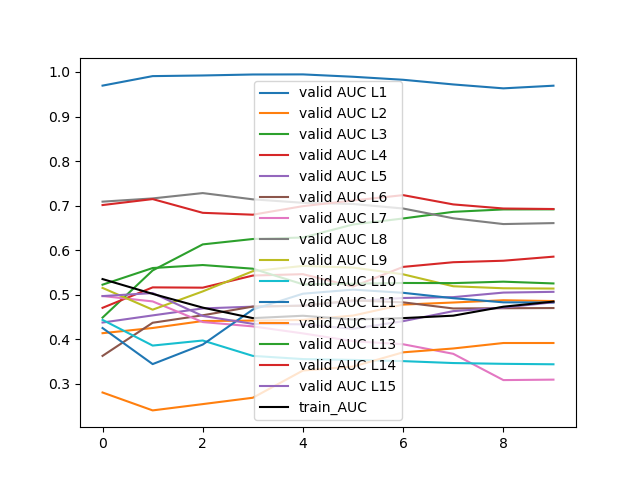 1.0
0.9
0.8
0.7
0.6
0.5
0.4
0.3
0
2
4
6
8
valid AUC L1
valid AUC L2
valid AUC L3
valid AUC L4
valid AUC L5
valid AUC L6
valid AUC L7
valid AUC L8
valid AUC L9
valid AUC L10
valid AUC L11
valid AUC L12
valid AUC L13
valid AUC L14
valid AUC L15
train_AUC